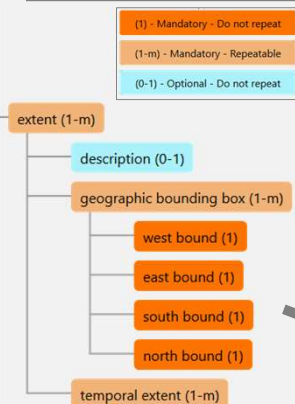 (1) - Mandatory - Do not repeat
(1-m) - Mandatory - Repeatable
(0-1) - Optional - Do not repeat
extent (1-m)
description (0-1)
geographic bounding box (1-m)
west bound (1)
east bound (1)
south bound (1)
north bound (1)
temporal extent (1-m)